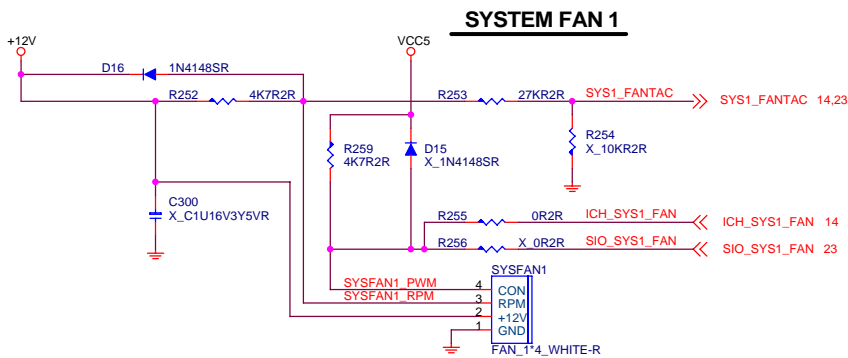 SYSTEM FAN 1
+12V
VCC5
D16
1N4148SR
R252
4K7R2R
R253
27KR2R
SYS1_FANTAC
SYS1_FANTAC 14,23
R259
4K7R2R
D15
X_1N4148SR
R254
X_10KR2R
C300
X_C1U16V3Y5VR
R255
0R2R
ICH_SYS1_FAN
ICH_SYS1_FAN 14
R256
X_0R2R
SIO_SYS1_FAN
SIO_SYS1_FAN 23
SYSFAN1
SYSFAN1_PWM
4
CON
SYSFAN1_RPM
3
RPM
2
+12V
1
GND
FAN_1*4_WHITE-R